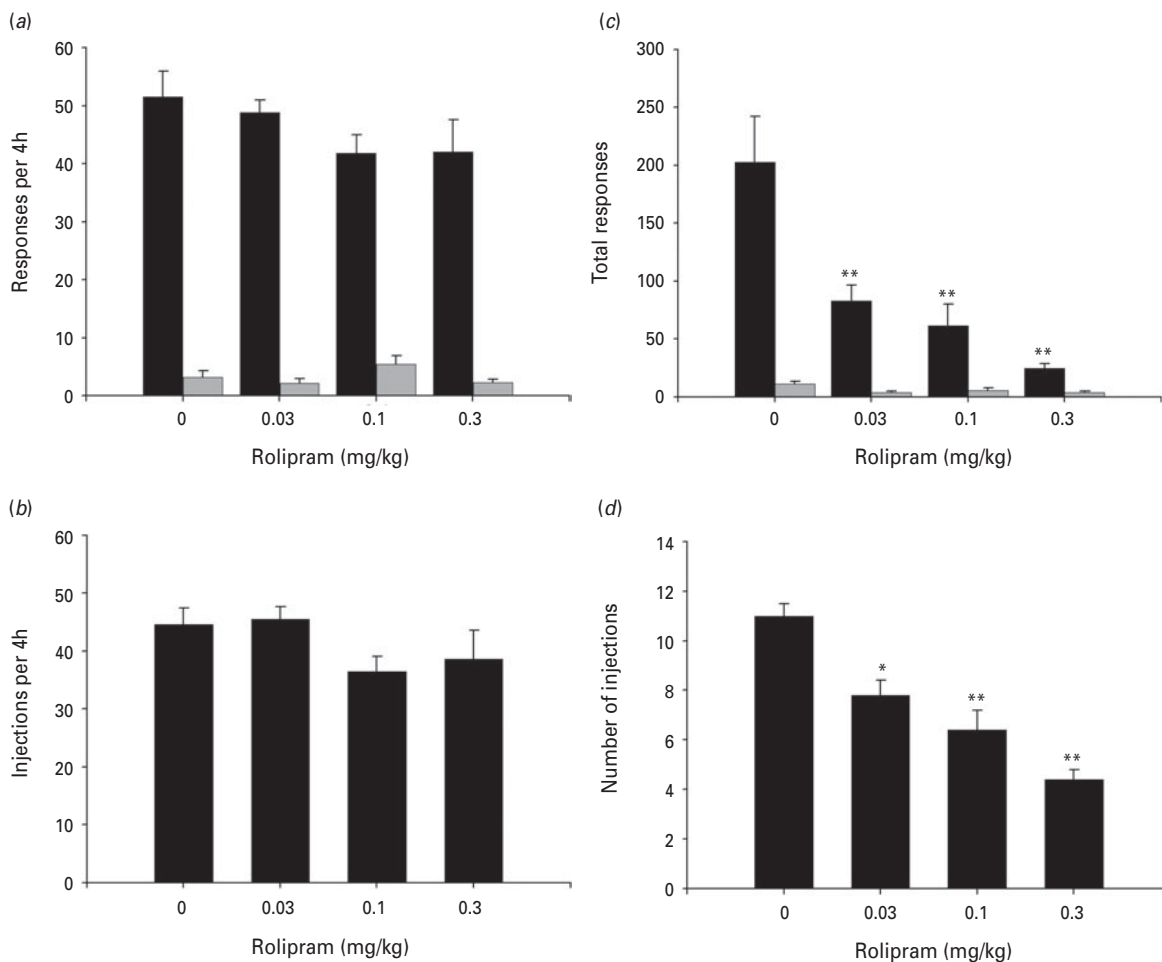 (a)
60
50
40
30
20
10
0
Responses per 4h
0 0.03 0.1 0.3
Rolipram (mg/kg)
(c)
300
250
200
150
100
50
0
Total responses
** ** **
0 0.03 0.1 0.3
Rolipram (mg/kg)
(b)
60
50
40
30
20
10
0
Injections per 4h
0 0.03 0.1 0.3
Rolipram (mg/kg)
(d)
14
12
10
8
6
4
2
0
Number of injections
* ** **
0 0.03 0.1 0.3
Rolipram (mg/kg)